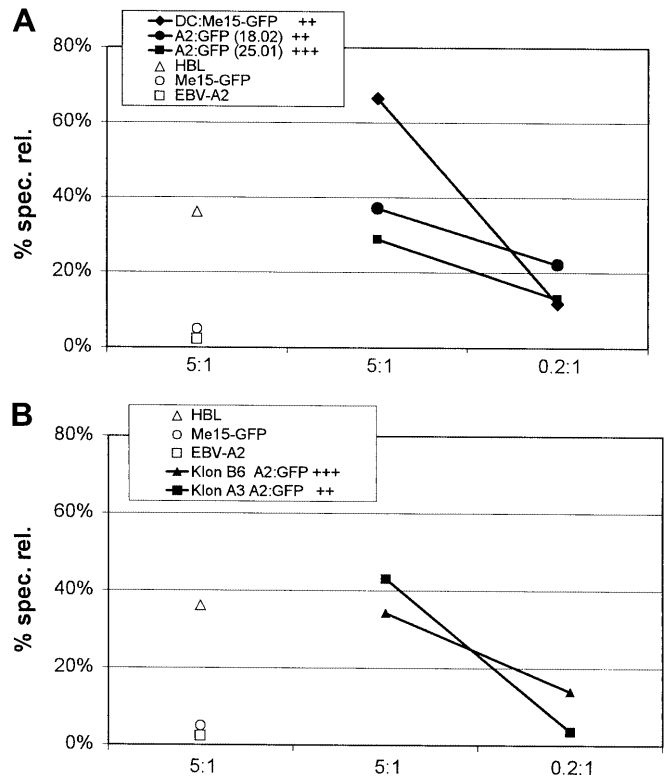 A
DC:Me15-GFP ++
A2:GFP (18.02) ++
A2:GFP (25.01) +++
HBL
Me15-GFP
EBV-A2
80%
60%
40%
20%
0%
% spec. rel.
5:1 5:1 0.2:1
B
HBL
Me15-GFP
EBV-A2
Klon B6 A2:GFP +++
Klon A3 A2:GFP ++
80%
60%
40%
20%
0%
% spec. rel.
5:1 5:1 0.2:1